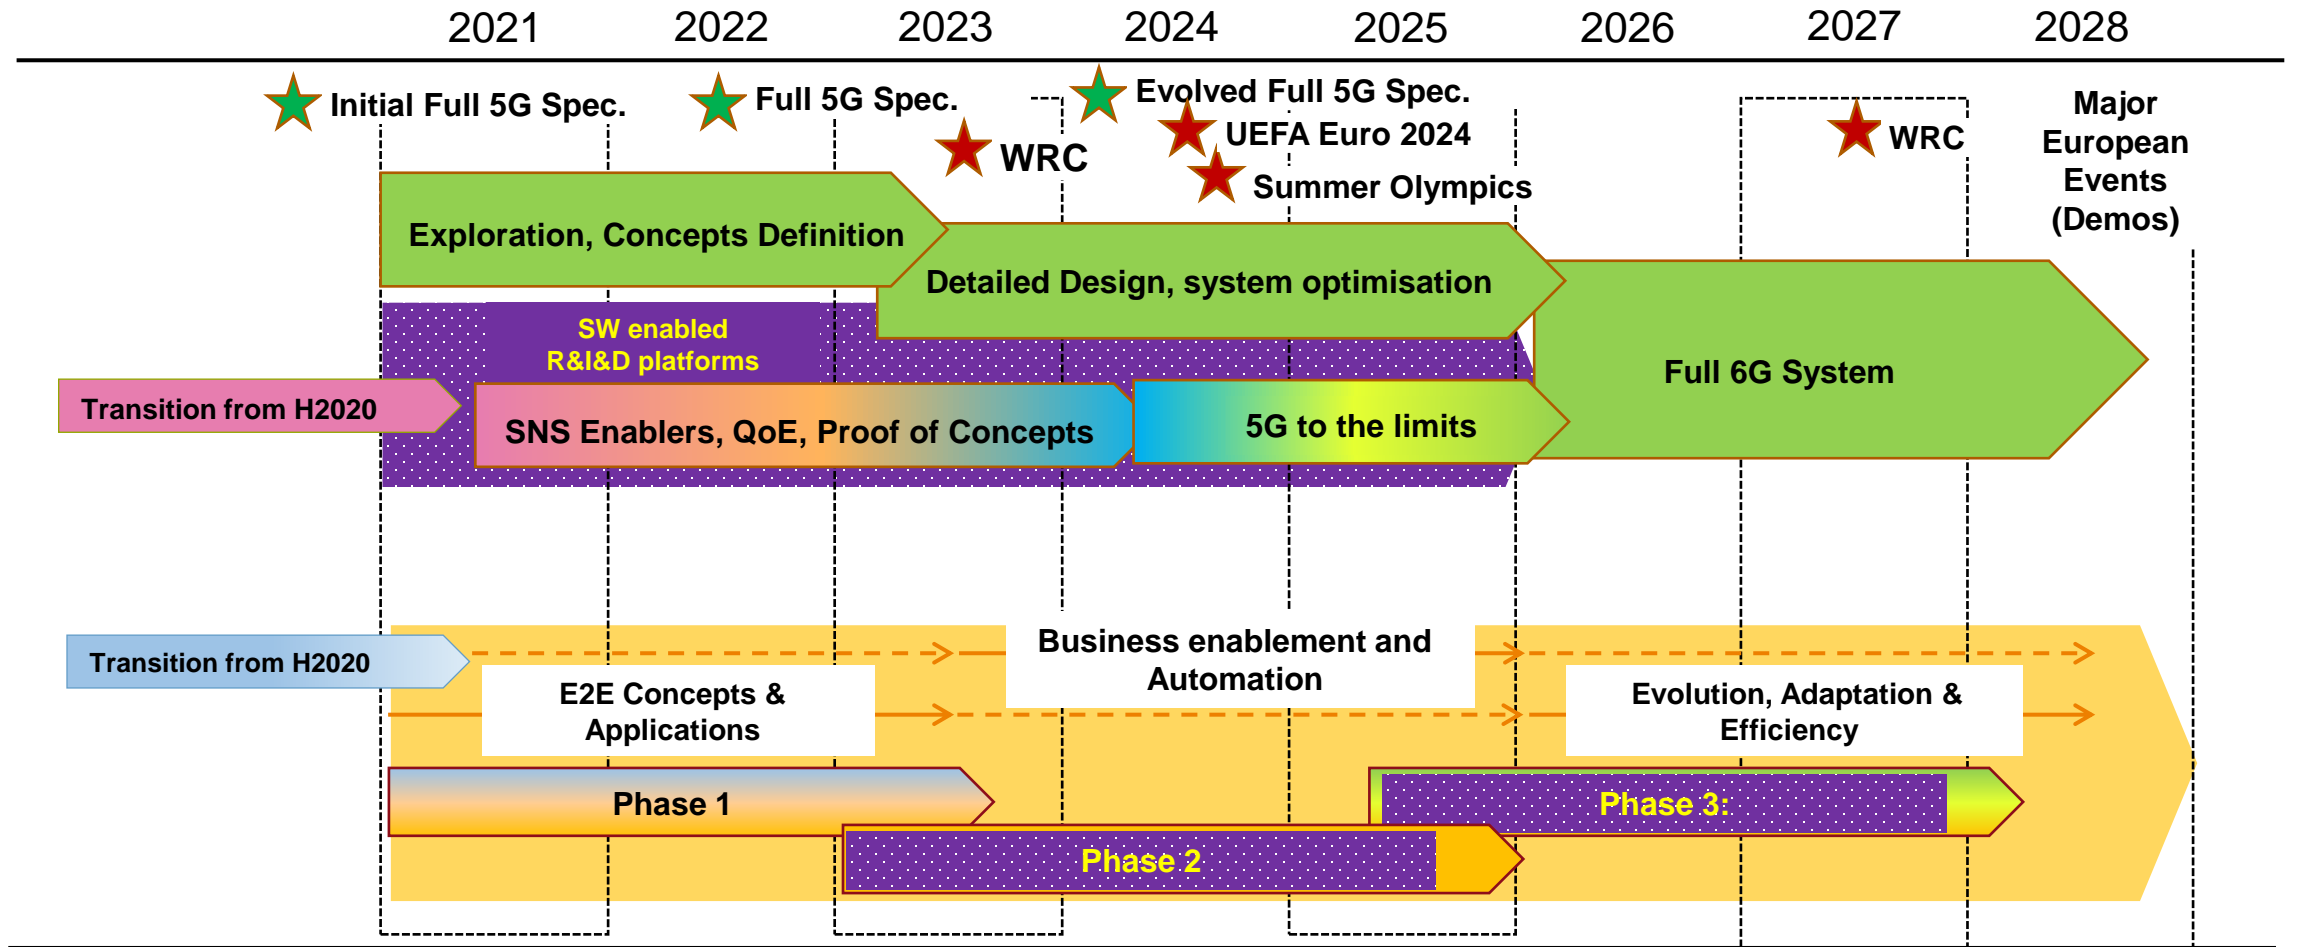 2021 2022 2023 2024 2025 2026 2027 2028
Initial Full 5G Spec.
Full 5G Spec.
WRC
Evolved Full 5G Spec.
UEFA Euro 2024
Summer Olympics
WRC
Major
European
Events
(Demos)
Exploration, Concepts Definition
Detailed Design, system optimisation
SW enabled
R&I&D platforms
Full 6G System
Transition from H2020
SNS Enablers, QoE, Proof of Concepts
5G to the limits
Transition from H2020
Business enablement and
Automation
E2E Concepts &
Applications
Evolution, Adaptation &
Efficiency
Phase 1
Phase 3:
Phase 2